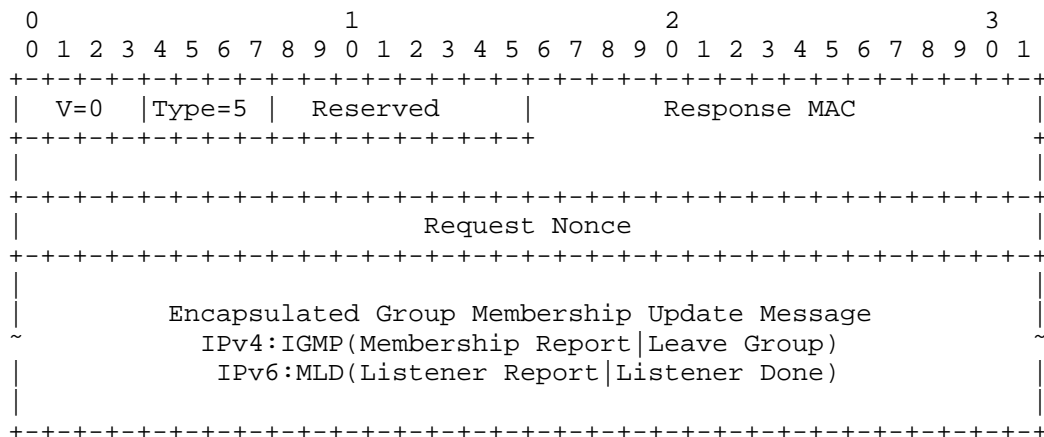 0                   1                   2                   3
 0 1 2 3 4 5 6 7 8 9 0 1 2 3 4 5 6 7 8 9 0 1 2 3 4 5 6 7 8 9 0 1
+-+-+-+-+-+-+-+-+-+-+-+-+-+-+-+-+-+-+-+-+-+-+-+-+-+-+-+-+-+-+-+-+
|  V=0  |Type=5 |  Reserved     |        Response MAC           |
+-+-+-+-+-+-+-+-+-+-+-+-+-+-+-+-+                               +
|                                                               |
+-+-+-+-+-+-+-+-+-+-+-+-+-+-+-+-+-+-+-+-+-+-+-+-+-+-+-+-+-+-+-+-+
|                         Request Nonce                         |
+-+-+-+-+-+-+-+-+-+-+-+-+-+-+-+-+-+-+-+-+-+-+-+-+-+-+-+-+-+-+-+-+
|                                                               |
|         Encapsulated Group Membership Update Message          |
~           IPv4:IGMP(Membership Report|Leave Group)            ~
|            IPv6:MLD(Listener Report|Listener Done)            |
|                                                               |
+-+-+-+-+-+-+-+-+-+-+-+-+-+-+-+-+-+-+-+-+-+-+-+-+-+-+-+-+-+-+-+-+